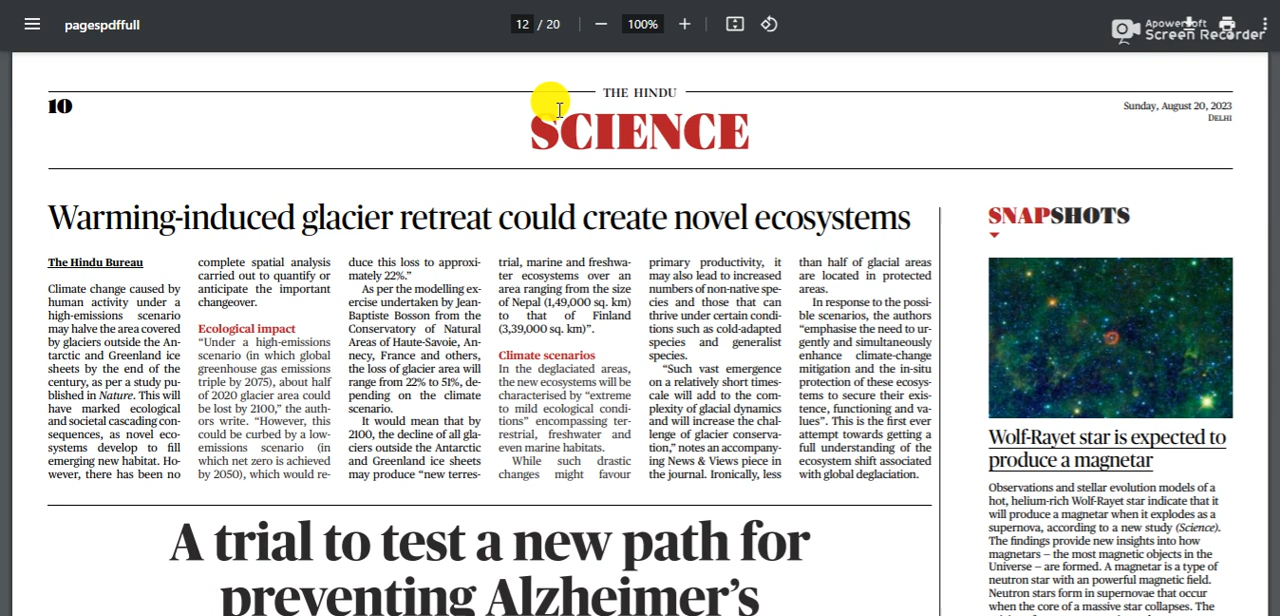 pagespdffull
12 / 20
100%
Apowersoft
Screen Recorder
THE HINDU
10
Sunday, August 20, 2023
DELHI
SCIENCE
Warming-induced glacier retreat could create novel ecosystems
The Hindu Bureau
Climate change caused by
human activity under a
high-emissions scenario
may halve the area covered
by glaciers outside the An-
tarctic and Greenland ice
sheets by the end of the
century, as per a study pu-
blished in Nature. This will
have marked ecological
and societal cascading con-
sequences, as novel eco-
systems develop to fill
emerging new habitat. Ho-
wever, there has been no
complete spatial analysis
carried out to quantify or
anticipate the important
changeover.
Ecological impact
“Under a high-emissions
scenario (in which global
greenhouse gas emissions
triple by 2075), about half
of 2020 glacier area could
be lost by 2100,” the auth-
ors write. “However, this
could be curbed by a low-
emissions scenario (in
which net zero is achieved
by 2050), which would re-
duce this loss to approxi-
mately 22%.”
As per the modelling ex-
ercise undertaken by Jean-
Baptiste Bosson from the
Conservatory of Natural
Areas of Haute-Savoie, An-
necy, France and others,
the loss of glacier area will
range from 22% to 51%, de-
pending on the climate
scenario.
It would mean that by
2100, the decline of all gla-
ciers outside the Antarctic
and Greenland ice sheets
may produce “new terres-
trial, marine and freshwa-
ter ecosystems over an
area ranging from the size
of Nepal (1,49,000 sq. km)
to that of Finland
(3,39,000 sq. km)”.
Climate scenarios
In the deglaciated areas,
the new ecosystems will be
characterised by “extreme
to mild ecological condi-
tions” encompassing ter-
restrial, freshwater and
even marine habitats.
While such drastic
changes might favour
primary productivity, it
may also lead to increased
numbers of non-native spe-
cies and those that can
thrive under certain condi-
tions such as cold-adapted
species and generalist
species.
“Such vast emergence
on a relatively short times-
cale will add to the com-
plexity of glacial dynamics
and will increase the chal-
lenge of glacier conserva-
tion,” notes an accompany-
ing News & Views piece in
the journal. Ironically, less
than half of glacial areas
are located in protected
areas.
In response to the possi-
ble scenarios, the authors
“emphasise the need to ur-
gently and simultaneously
enhance climate-change
mitigation and the in-situ
protection of these ecosys-
tems to secure their exis-
tence, functioning and va-
lues”. This is the first ever
attempt towards getting a
full understanding of the
ecosystem shift associated
with global deglaciation.
SNAPSHOTS
Wolf-Rayet star is expected to
produce a magnetar
Observations and stellar evolution models of a
hot, helium-rich Wolf-Rayet star indicate that it
will produce a magnetar when it explodes as a
supernova, according to a new study (Science).
The findings provide new insights into how
magnetars – the most magnetic objects in the
Universe – are formed. A magnetar is a type of
neutron star with an powerful magnetic field.
Neutron stars form in supernovae that occur
when the core of a massive star collapses. The
A trial to test a new path for
preventing Alzheimer’s